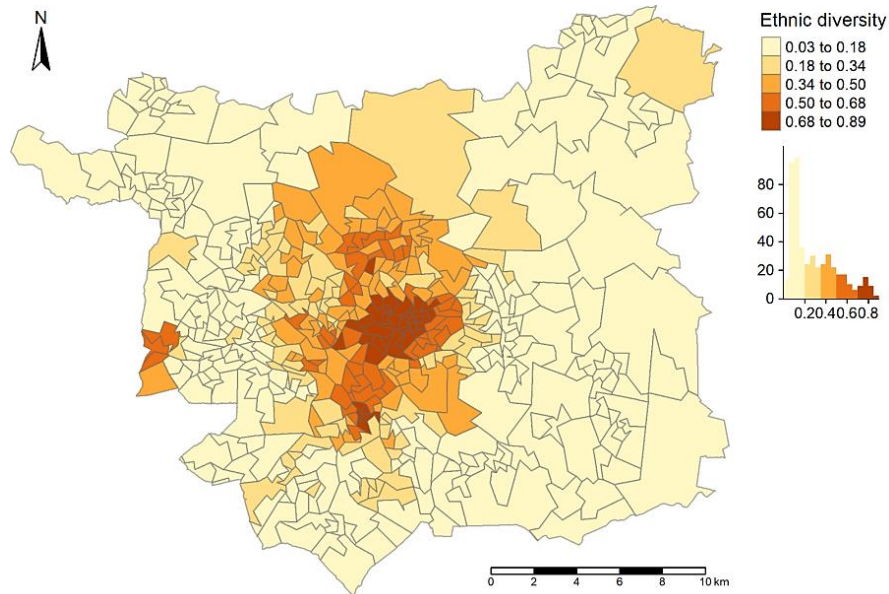 N
Ethnic diversity
0.03 to 0.18
0.18 to 0.34
0.34 to 0.50
0.50 to 0.68
0.68 to 0.89
80
60
40
20
0
0.20.40.60.8
0 2 4 6 8 10 km